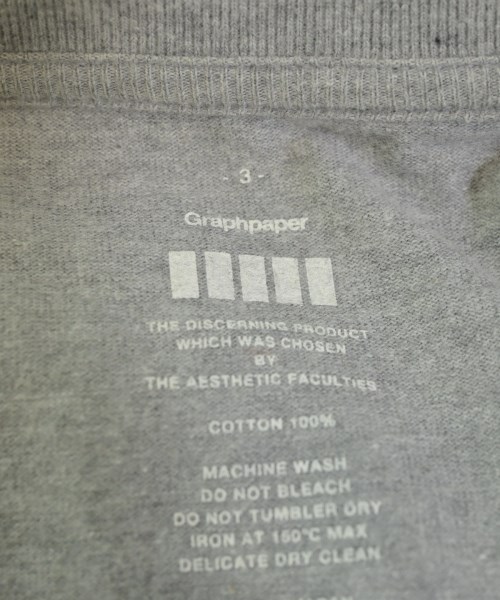 - 3 -
Graphpaper
THE DISCERNING PRODUCT
WHICH WAS CHOSEN
BY
THE AESTHETIC FACULTIES
COTTON 100%
MACHINE WASH
DO NOT BLEACH
DO NOT TUMBLER DRY
IRON AT 160°C MAX
DELICATE DRY CLEAN